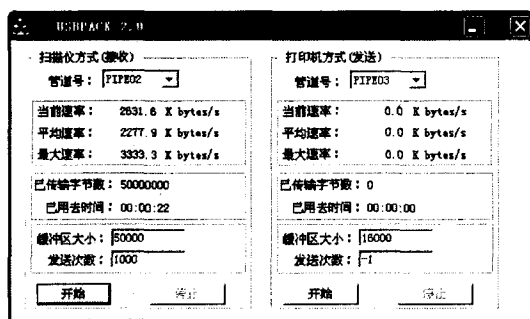 USBPACK 2.0
扫描仪方式(接收)
管道号： PIPE02
当前速率： 2631.6 K bytes/s
平均速率： 2277.9 K bytes/s
最大速率： 3333.3 K bytes/s
已传输字节数： 50000000
已用去时间： 00:00:22
缓冲区大小： 50000
发送次数： 1000
开始 停止
打印机方式(发送)
管道号： PIPE03
当前速率： 0.0 K bytes/s
平均速率： 0.0 K bytes/s
最大速率： 0.0 K bytes/s
已传输字节数： 0
已用去时间： 00:00:00
缓冲区大小： 16000
发送次数： -1
开始 停止